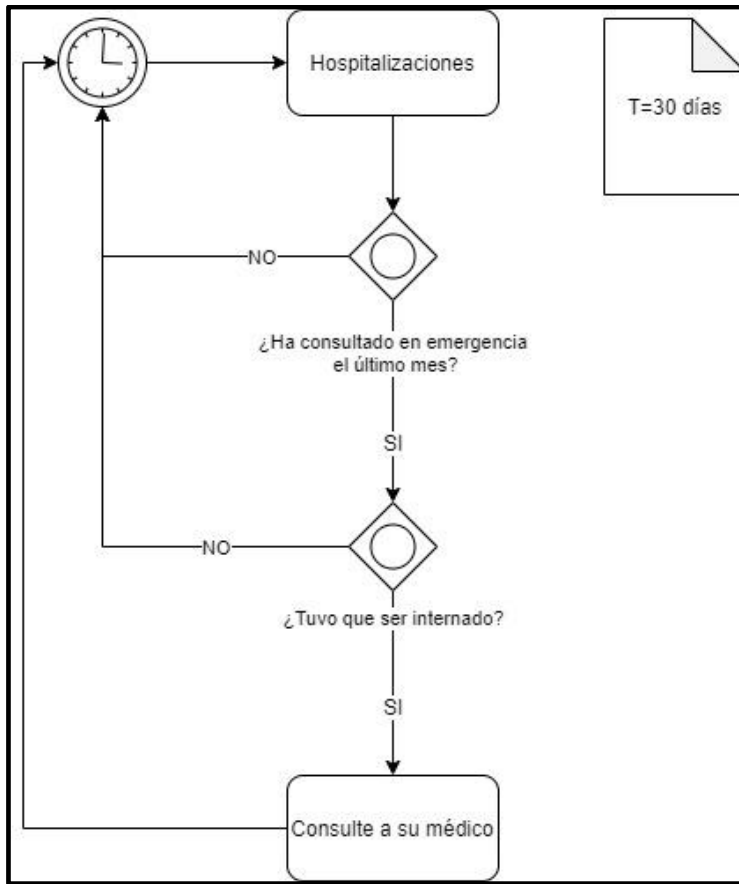 Hospitalizaciones
T=30 días
NO
¿Ha consultado en emergencia
el último mes?
SI
NO
¿Tuvo que ser internado?
SI
Consulte a su médico